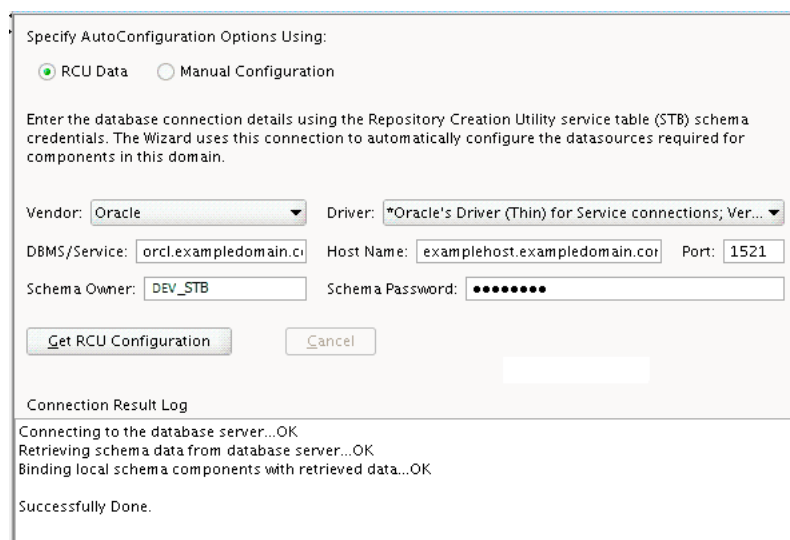 Specify AutoConfiguration Options Using:
RCU Data Manual Configuration
Enter the database connection details using the Repository Creation Utility service table (STB) schema
credentials. The Wizard uses this connection to automatically configure the datasources required for
components in this domain.
Vendor: Oracle Driver: *Oracle's Driver (Thin) for Service connections; Ver...
DBMS/Service: orcl.exampledomain.c Host Name: examplehost.exampledomain.cor Port: 1521
Schema Owner: DEV_STB Schema Password: ●●●●●●●●
Get RCU Configuration Cancel
Connection Result Log
Connecting to the database server...OK
Retrieving schema data from database server...OK
Binding local schema components with retrieved data...OK
Successfully Done.